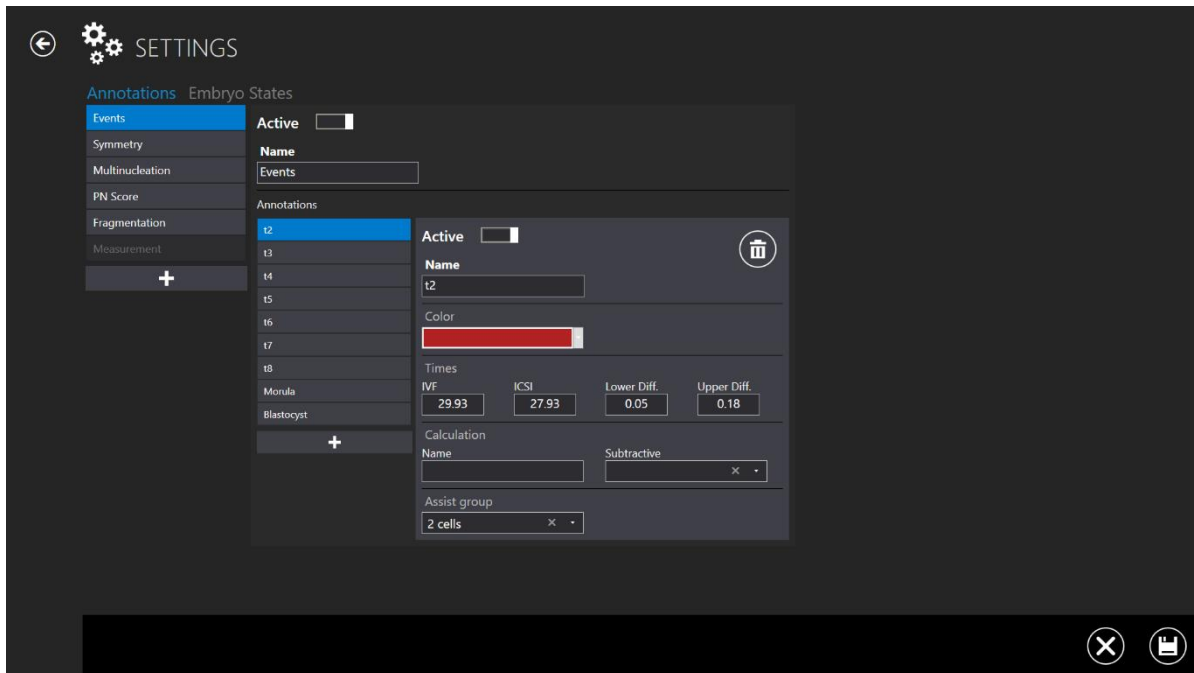 SETTINGS
Annotations Embryo States
Events
Symmetry
Multinucleation
PN Score
Fragmentation
Measurement
Active
Name
Events
Annotations
t2
t3
t4
t5
t6
t7
t8
Morula
Blastocyst
Active
Name
t2
Color
Times
IVF ICSI Lower Diff. Upper Diff.
29.93 27.93 0.05 0.18
Calculation
Name Subtractive
Assist group
2 cells